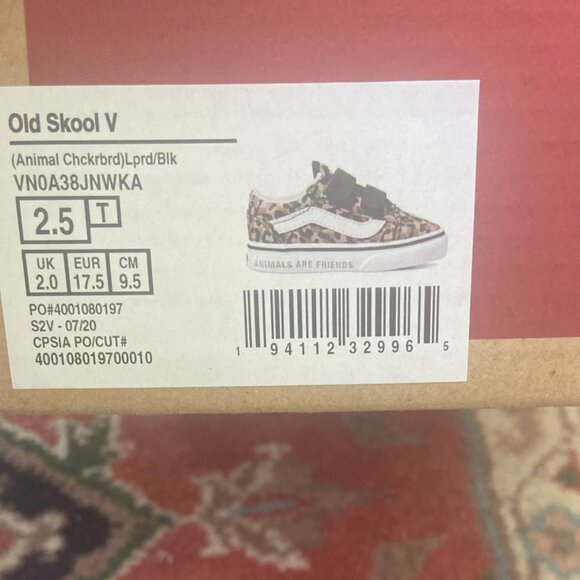 Old Skool V
(Animal Chckrbrd)Lprd/Blk
VN0A38JNWKA
2.5 T
UK EUR CM
2.0 17.5 9.5
PO#4001080197
S2V - 07/20
CPSIA PO/CUT#
400108019700010
ANIMALS ARE FRIENDS
1 94112 32996 5